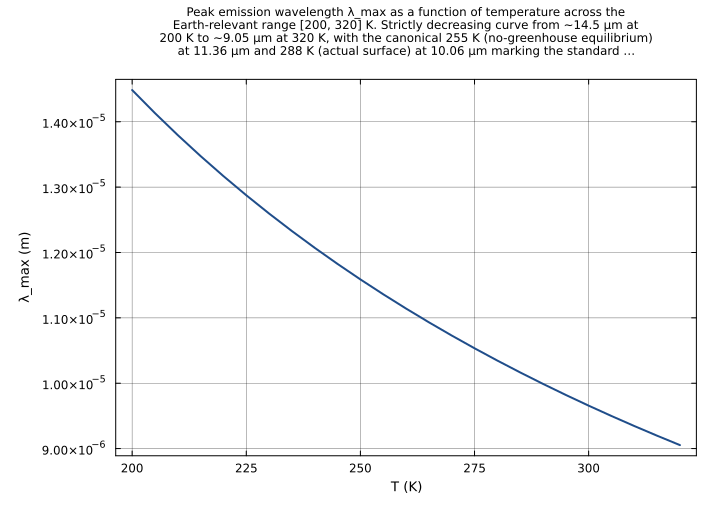 Peak emission wavelength λ_max as a function of temperature across the
Earth-relevant range [200, 320] K. Strictly decreasing curve from ~14.5 μm at
200 K to ~9.05 μm at 320 K, with the canonical 255 K (no-greenhouse equilibrium)
at 11.36 μm and 288 K (actual surface) at 10.06 μm marking the standard ...
1.40×10⁻⁵
1.30×10⁻⁵
1.20×10⁻⁵
1.10×10⁻⁵
1.00×10⁻⁵
9.00×10⁻⁶
λ_max (m)
200 225 250 275 300
T (K)